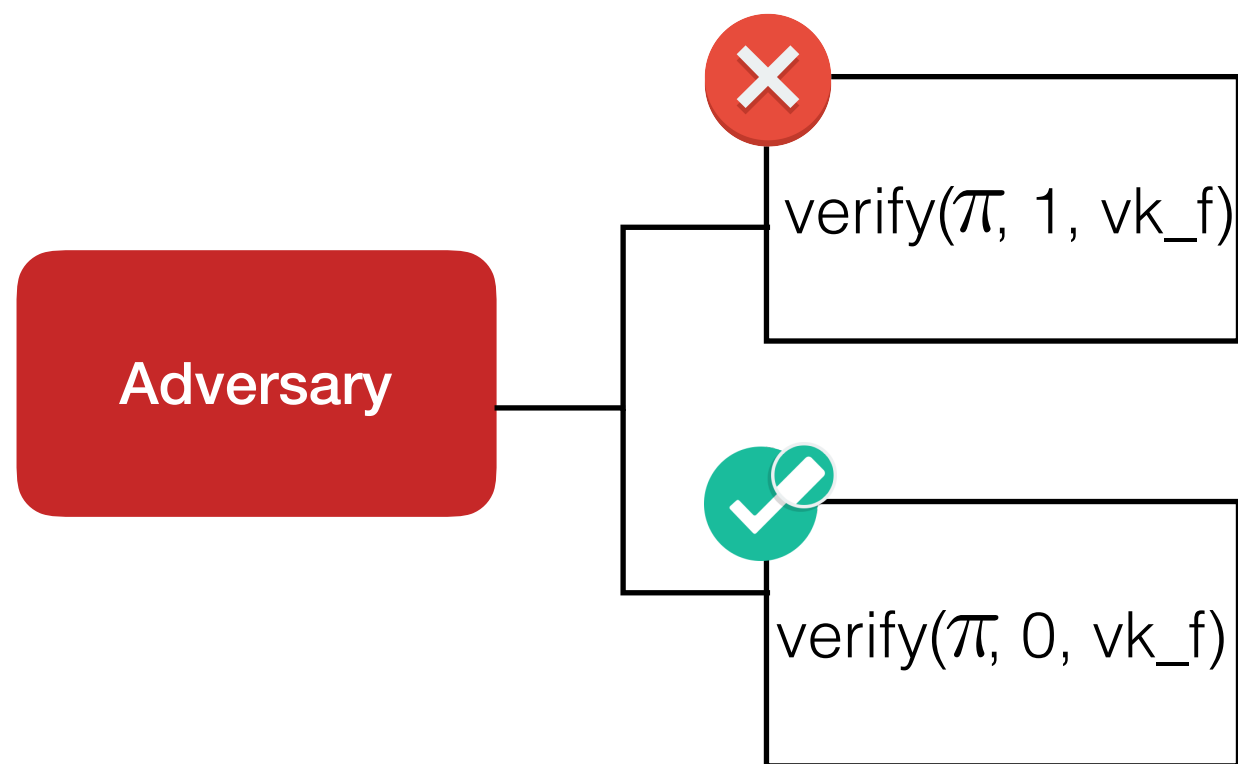 verify(π, 1, vk_f)
Adversary
verify(π, 0, vk_f)